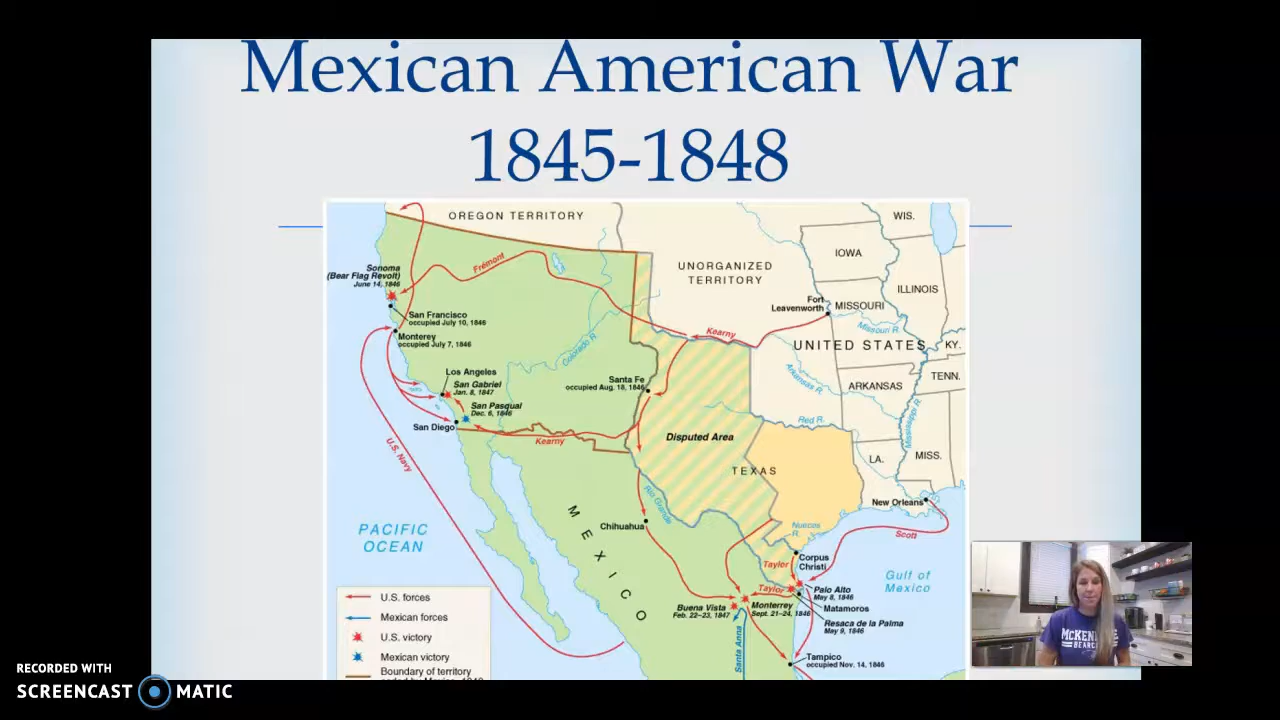 Mexican American War
1845-1848
OREGON TERRITORY
WIS.
UNORGANIZED
TERRITORY
IOWA
ILLINOIS
Frémont
Sonoma
(Bear Flag Revolt)
June 14, 1846
San Francisco
occupied July 10, 1846
Monterey
occupied July 7, 1846
Fort
Leavenworth
MISSOURI
Missouri R.
Kearny
UNITED STATES
KY.
Colorado R.
Los Angeles
San Gabriel
Jan. 8, 1847
San Pasqual
Dec. 6, 1846
San Diego
Santa Fe
occupied Aug. 18, 1846
Arkansas R.
ARKANSAS
TENN.
Mississippi R.
Red R.
Kearny
Disputed Area
TEXAS
LA.
MISS.
U.S. Navy
Rio Grande
New Orleans
PACIFIC
OCEAN
MEXICO
Chihuahua
Nueces
R.
Scott
Corpus
Christi
Taylor
Gulf of
Mexico
Taylor
Palo Alto
May 8, 1846
Buena Vista
Feb. 22–23, 1847
Monterrey
Sept. 21–24, 1846
Matamoros
Resaca de la Palma
May 9, 1846
Santa Anna
Tampico
occupied Nov. 14, 1846
U.S. forces
Mexican forces
U.S. victory
Mexican victory
Boundary of territory
RECORDED WITH
SCREENCAST MATIC